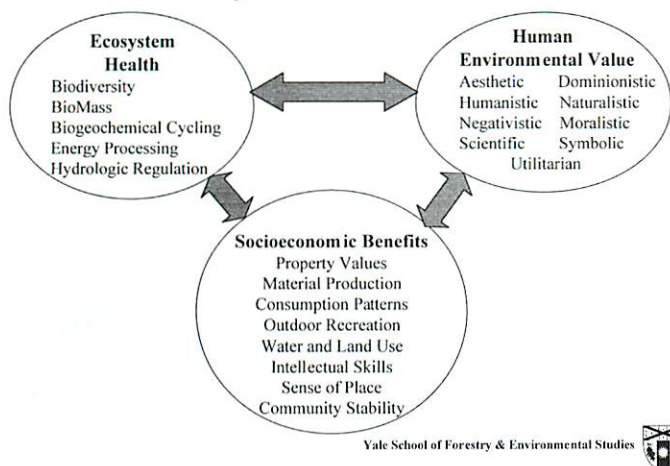 Ecosystem
Health
Biodiversity
BioMass
Biogeochemical Cycling
Energy Processing
Hydrologic Regulation
Human
Environmental Value
Aesthetic Dominionistic
Humanistic Naturalistic
Negativistic Moralistic
Scientific Symbolic
Utilitarian
Socioeconomic Benefits
Property Values
Material Production
Consumption Patterns
Outdoor Recreation
Water and Land Use
Intellectual Skills
Sense of Place
Community Stability
Yale School of Forestry & Environmental Studies